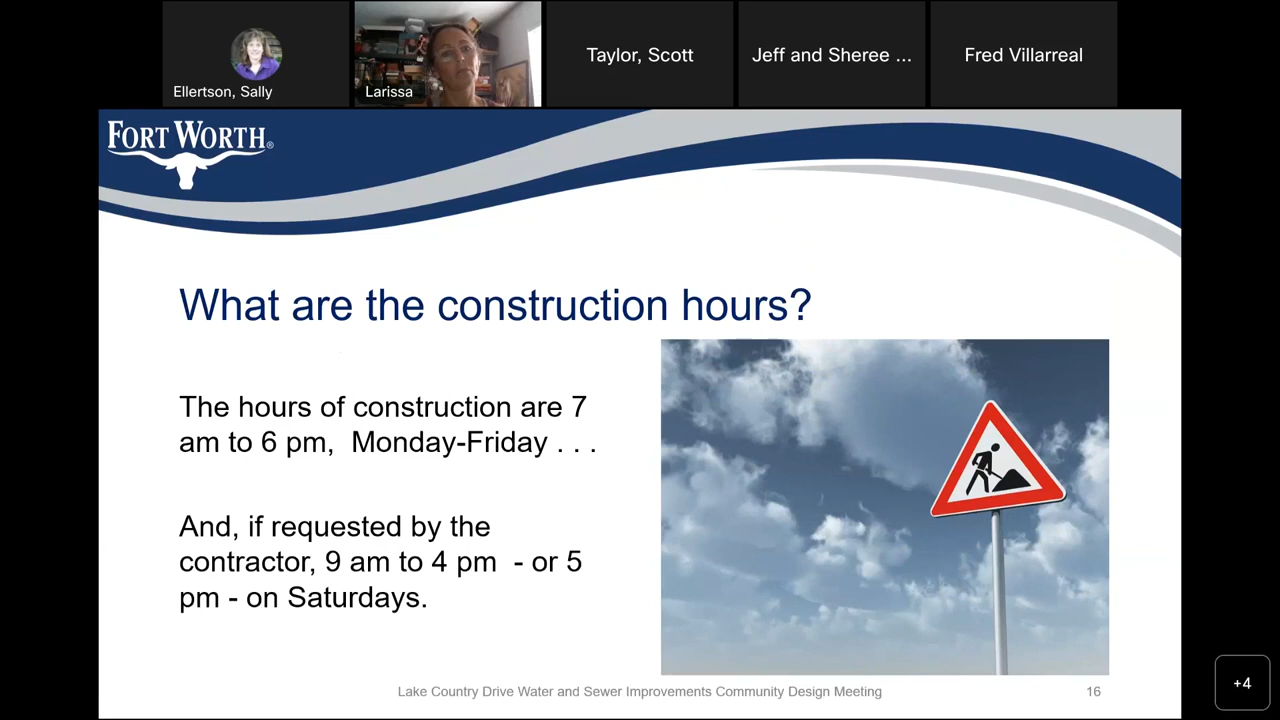 Ellertson, Sally
Larissa
Taylor, Scott
Jeff and Sheree ...
Fred Villarreal
FORT WORTH®
What are the construction hours?
The hours of construction are 7
am to 6 pm,  Monday-Friday . . .
And, if requested by the
contractor, 9 am to 4 pm  - or 5
pm - on Saturdays.
Lake Country Drive Water and Sewer Improvements Community Design Meeting
16
+4